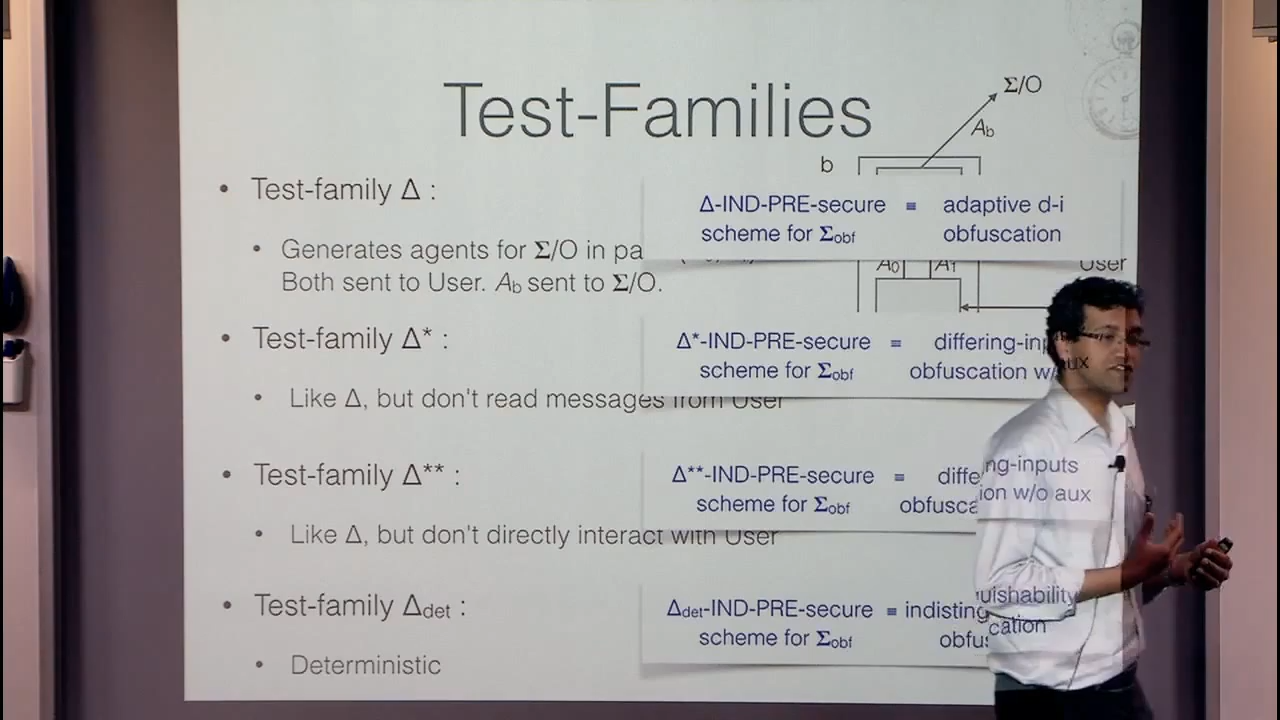 Test-Families
Σ/O
Ab
b
• Test-family Δ :
Δ-IND-PRE-secure ≡ adaptive d-i
scheme for Σobf obfuscation
• Generates agents for Σ/O in
Both sent to User. Ab sent to Σ/O.
A0 A1 User
• Test-family Δ* :
Δ*-IND-PRE-secure ≡
scheme for Σobf obfuscation aux
• Like Δ, but don't read messages from User
• Test-family Δ** :
Δ**-IND-PRE-secure ≡
scheme for Σobf w/o aux
• Like Δ, but don't directly interact with User
• Test-family Δdet :
Δdet-IND-PRE-secure ≡
scheme for Σobf
• Deterministic